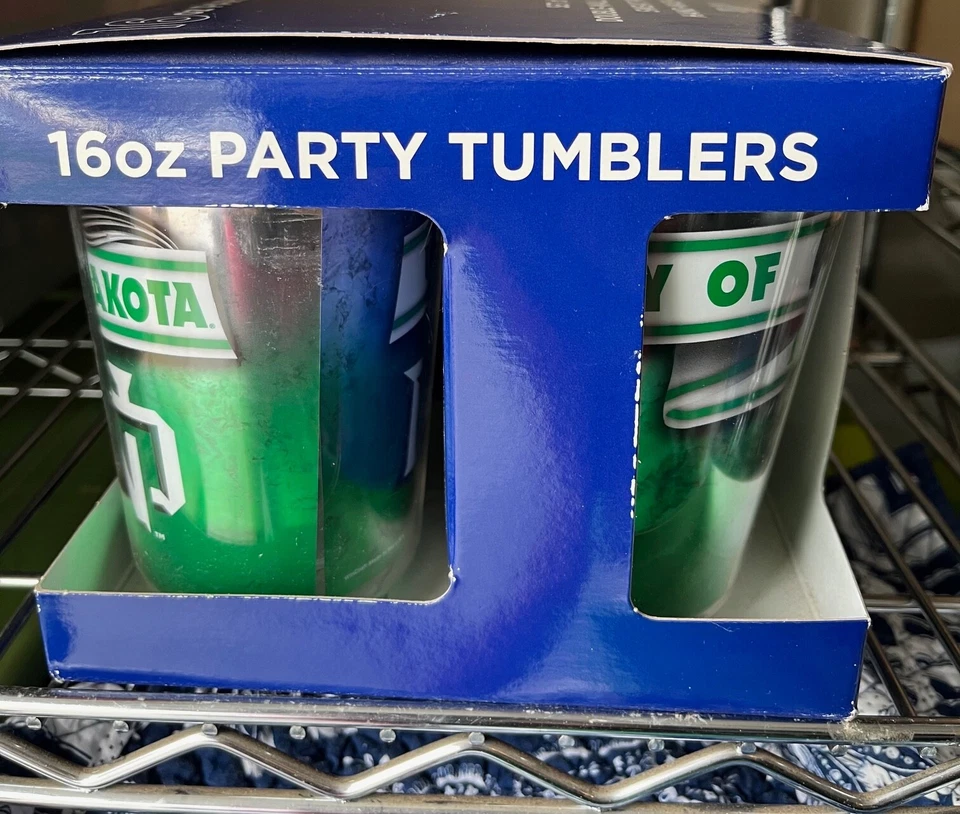 16oz PARTY TUMBLERS
AKOTA
Y OF